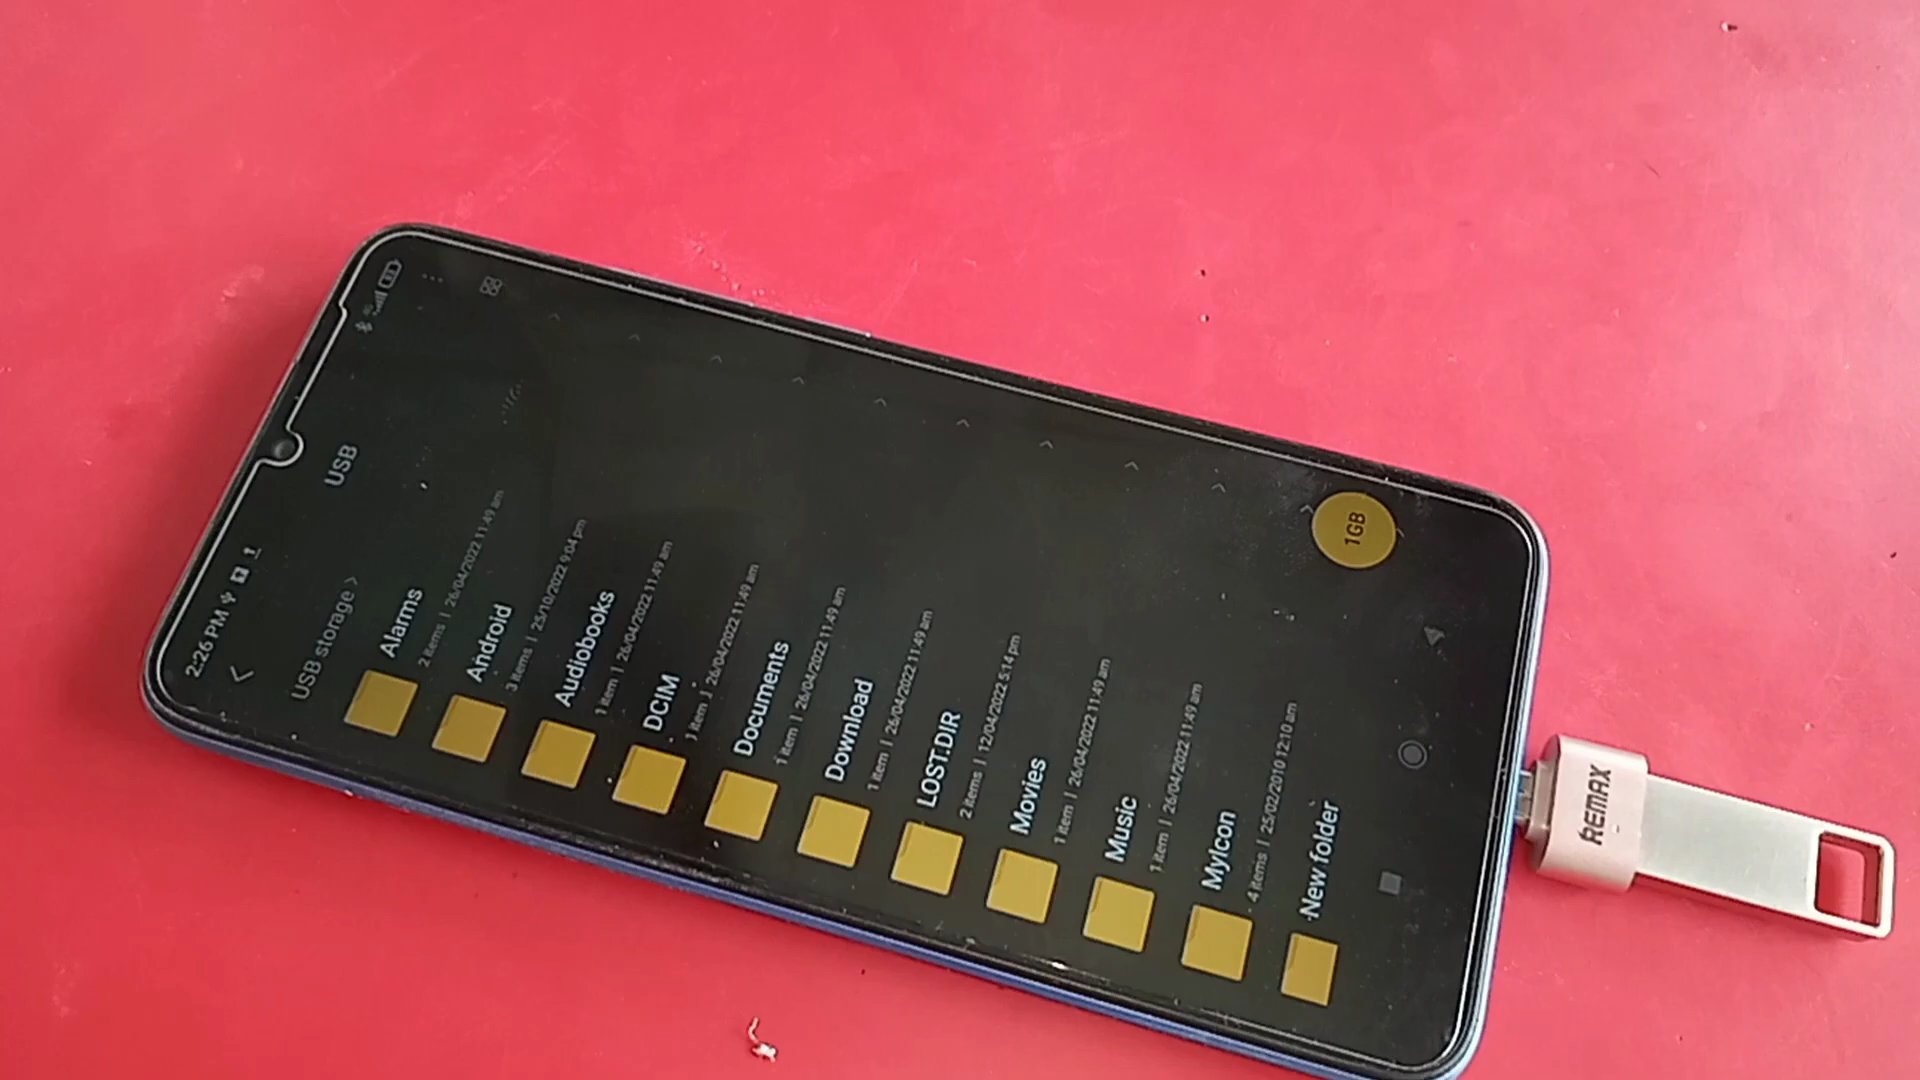 2:26 PM
USB
USB storage >
Alarms
2 items | 26/04/2022 11:49 am
Android
3 items | 25/10/2022 9:04 pm
Audiobooks
1 item | 26/04/2022 11:49 am
DCIM
1 item | 26/04/2022 11:49 am
Documents
1 item | 26/04/2022 11:49 am
Download
1 item | 26/04/2022 11:49 am
LOST.DIR
2 items | 12/04/2022 5:14 pm
Movies
1 item | 26/04/2022 11:49 am
Music
1 item | 26/04/2022 11:49 am
MyIcon
4 items | 25/02/2010 12:10 am
New folder
1GB
REMAX